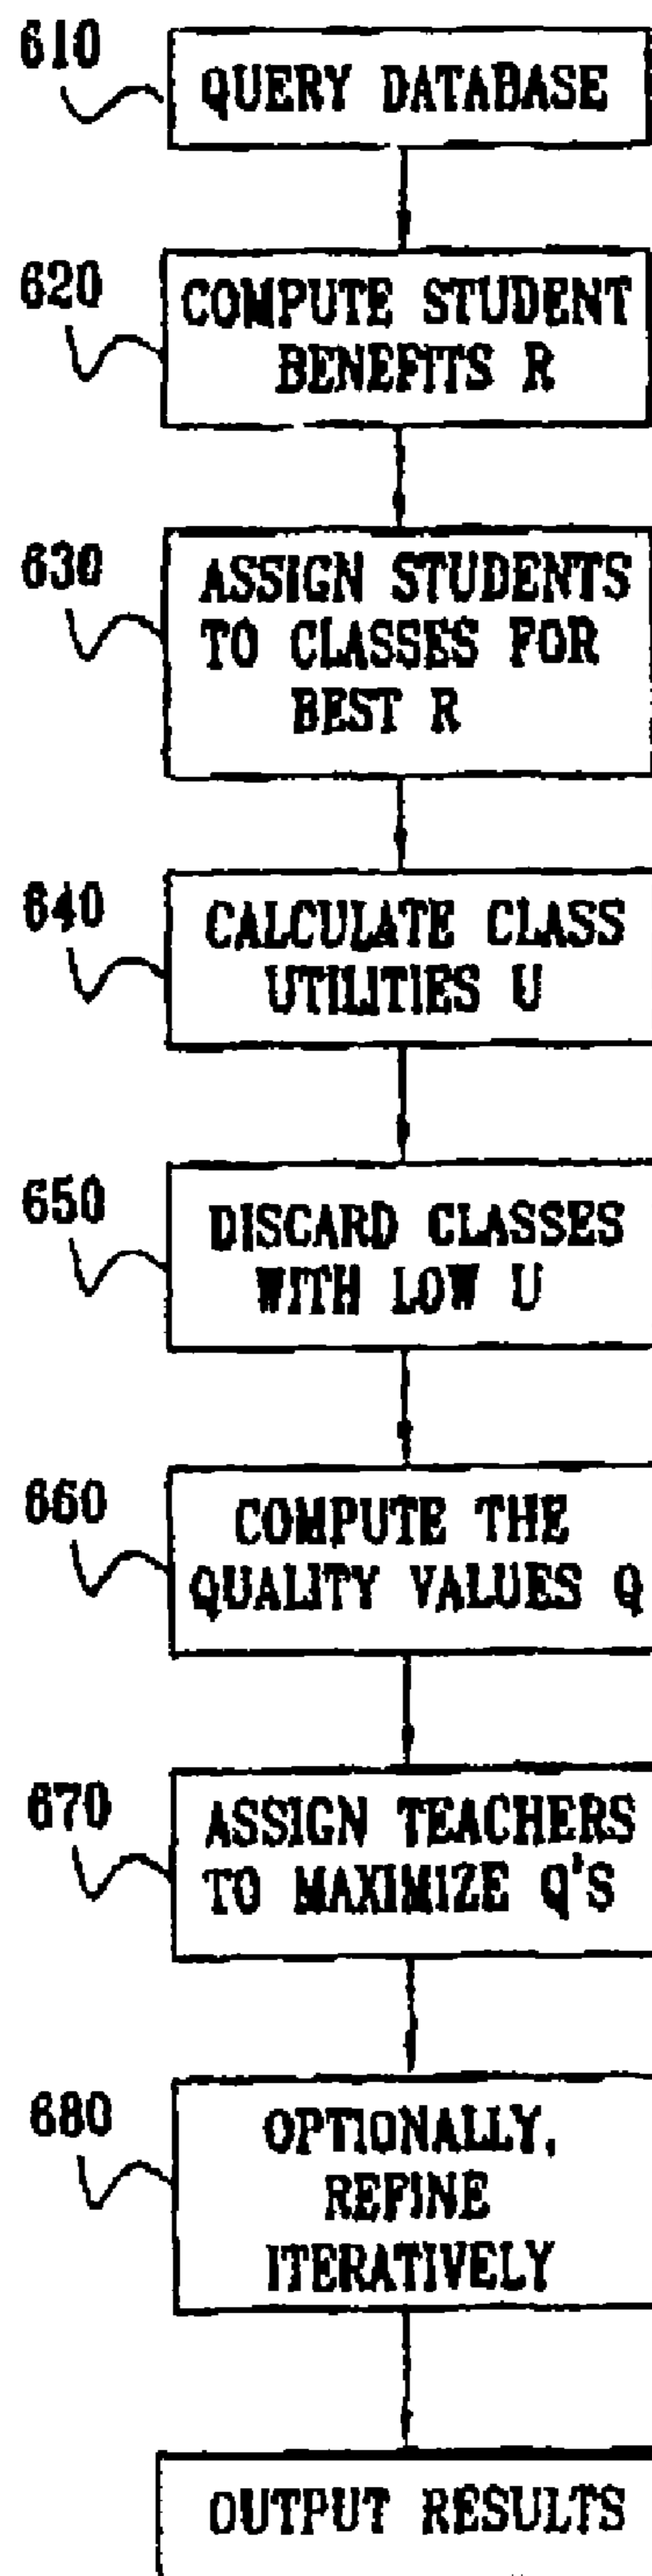 610
QUERY DATABASE
620
COMPUTE STUDENT
BENEFITS R
630
ASSIGN STUDENTS
TO CLASSES FOR
BEST R
640
CALCULATE CLASS
UTILITIES U
650
DISCARD CLASSES
WITH LOW U
660
COMPUTE THE
QUALITY VALUES Q
670
ASSIGN TEACHERS
TO MAXIMIZE Q'S
680
OPTIONALLY,
REFINE
ITERATIVELY
OUTPUT RESULTS